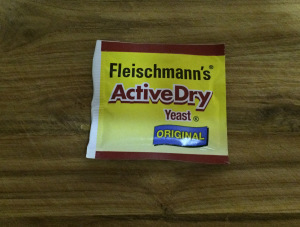 Fleischmann's®
ActiveDry
Yeast ®
ORIGINAL